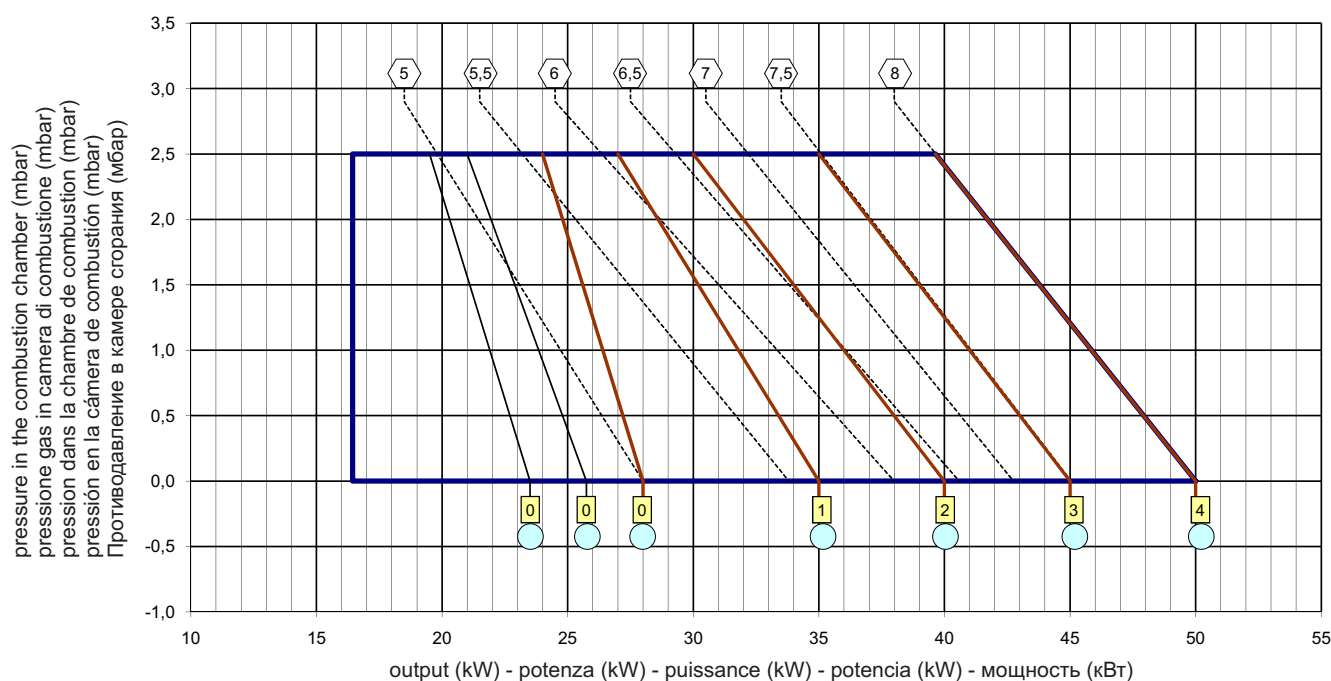 3,5
3,0
2,5
2,0
1,5
1,0
0,5
0,0
-0,5
-1,0
5 5,5 6 6,5 7 7,5 8
0 0 0 1 2 3 4
10 15 20 25 30 35 40 45 50 55
output (kW) - potenza (kW) - puissance (kW) - potencia (kW) - мощность (кВт)
pressure in the combustion chamber (mbar)
pressione gas in camera di combustione (mbar)
pression dans la chambre de combustion (mbar)
pressión en la cámera de combustión (mbar)
Противодавление в камере сгорания (мбар)